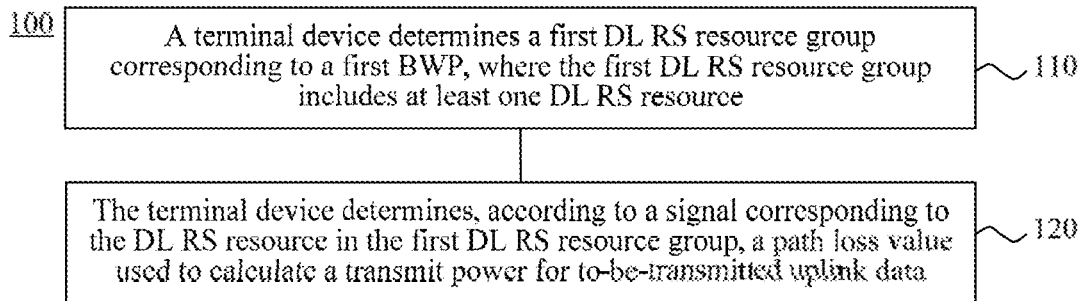 100
A terminal device determines a first DL RS resource group
corresponding to a first BWP, where the first DL RS resource group
includes at least one DL RS resource
110
The terminal device determines, according to a signal corresponding to
the DL RS resource in the first DL RS resource group, a path loss value
used to calculate a transmit power for to-be-transmitted uplink data
120